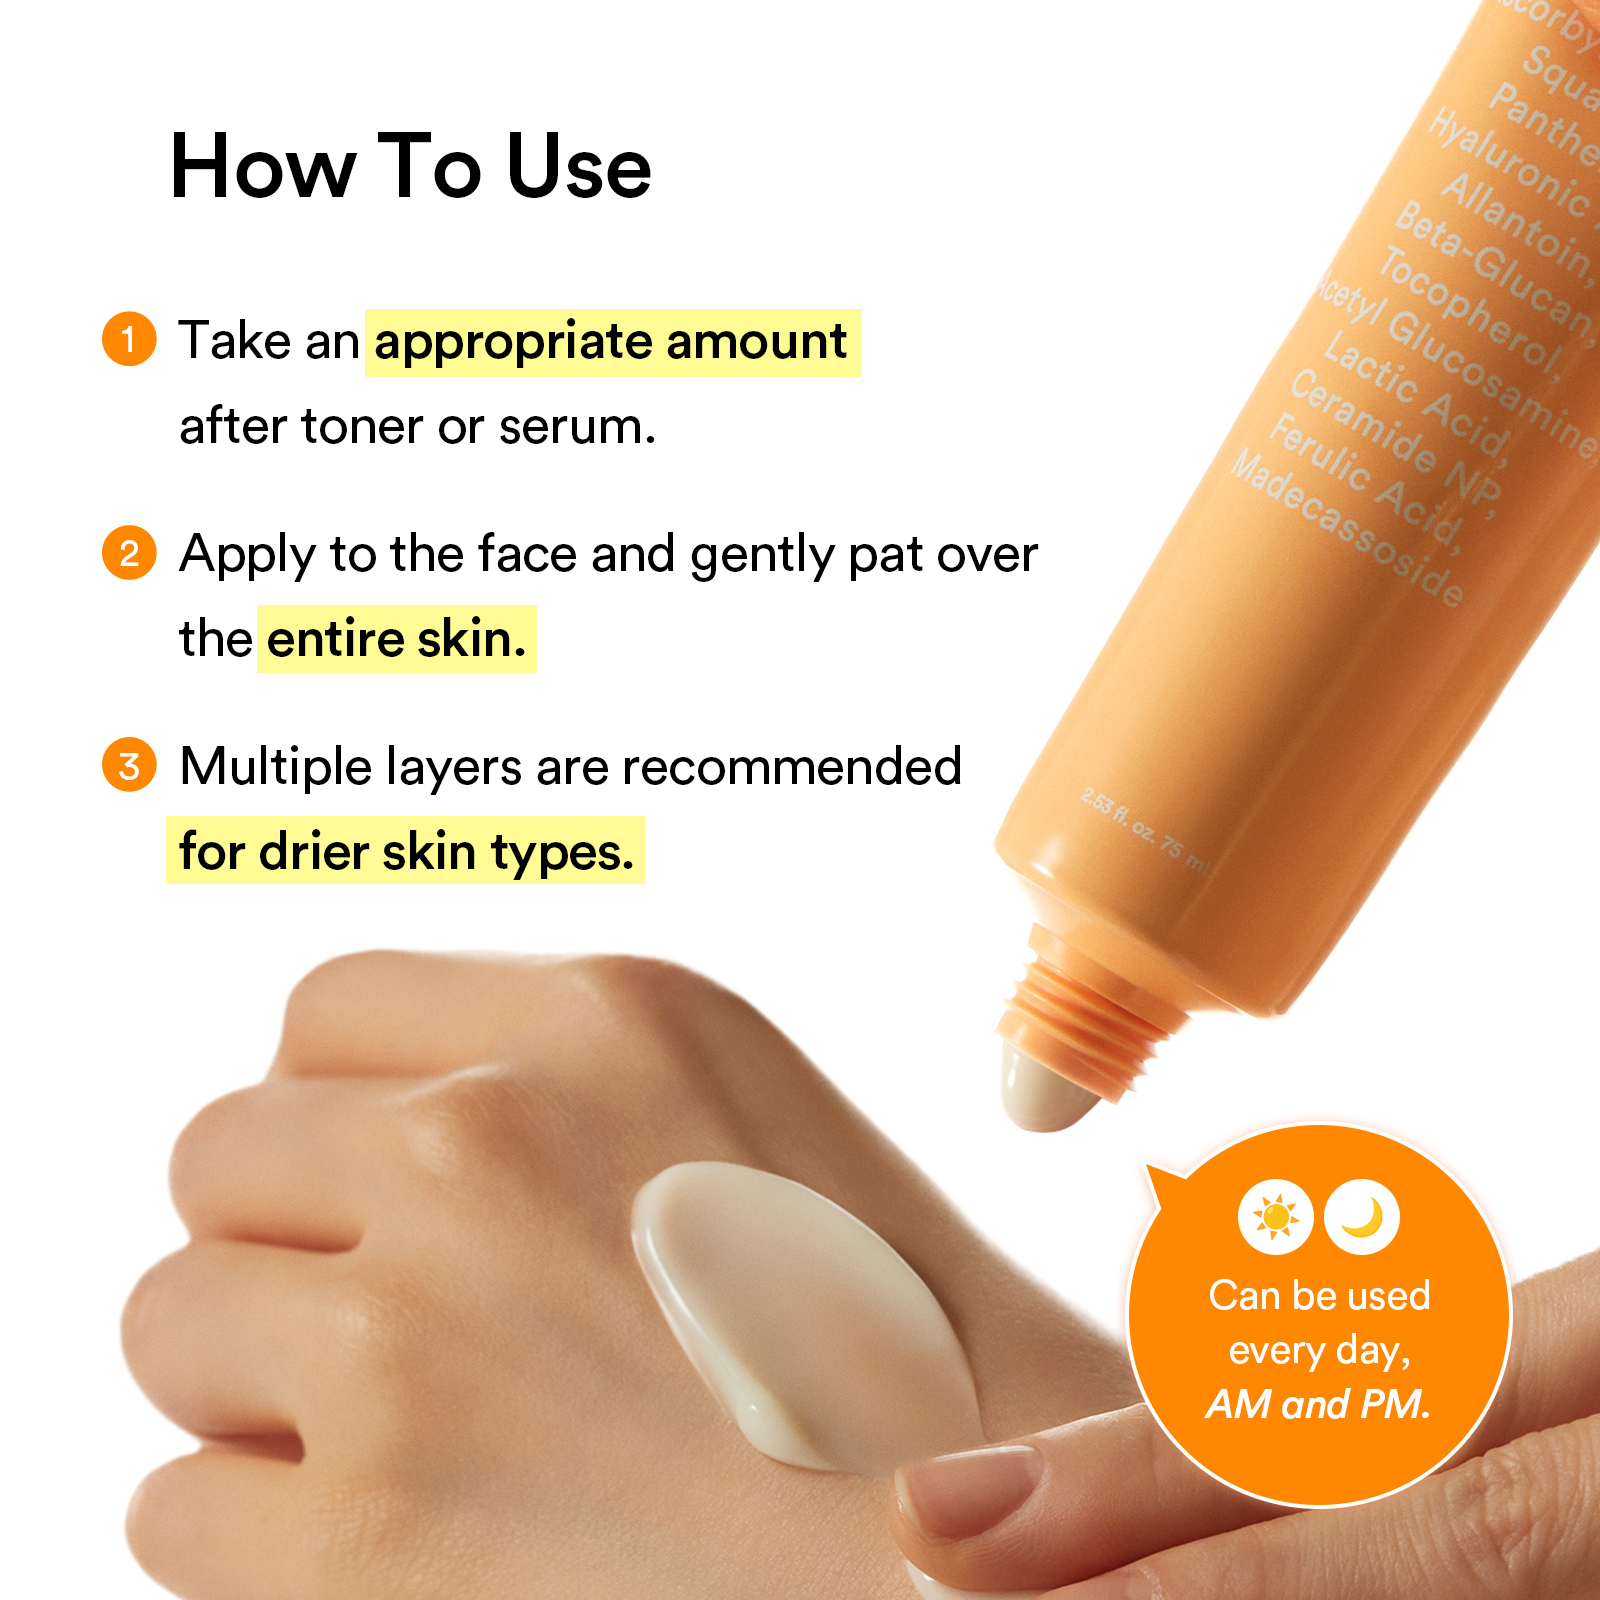 How To Use
1 Take an appropriate amount
after toner or serum.
2 Apply to the face and gently pat over
the entire skin.
3 Multiple layers are recommended
for drier skin types.
Hyaluronic
Allantoin,
Beta-Glucan,
Tocopherol,
Acetyl Glucosamine,
Lactic Acid,
Ceramide NP,
Ferulic Acid,
Madecassoside
2.53 fl. oz. 75 mL
Can be used
every day,
AM and PM.